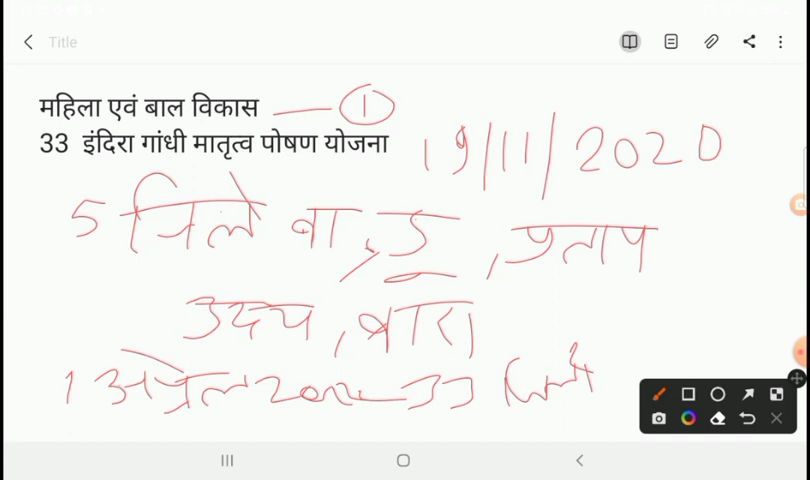 Title
महिला एवं बाल विकास — ①
33 इंदिरा गांधी मातृत्व पोषण योजना 19/11/2020
5 जिले बा, डू, प्रताप
उदय, बारा
1 अप्रैल 2022 33 जिलों